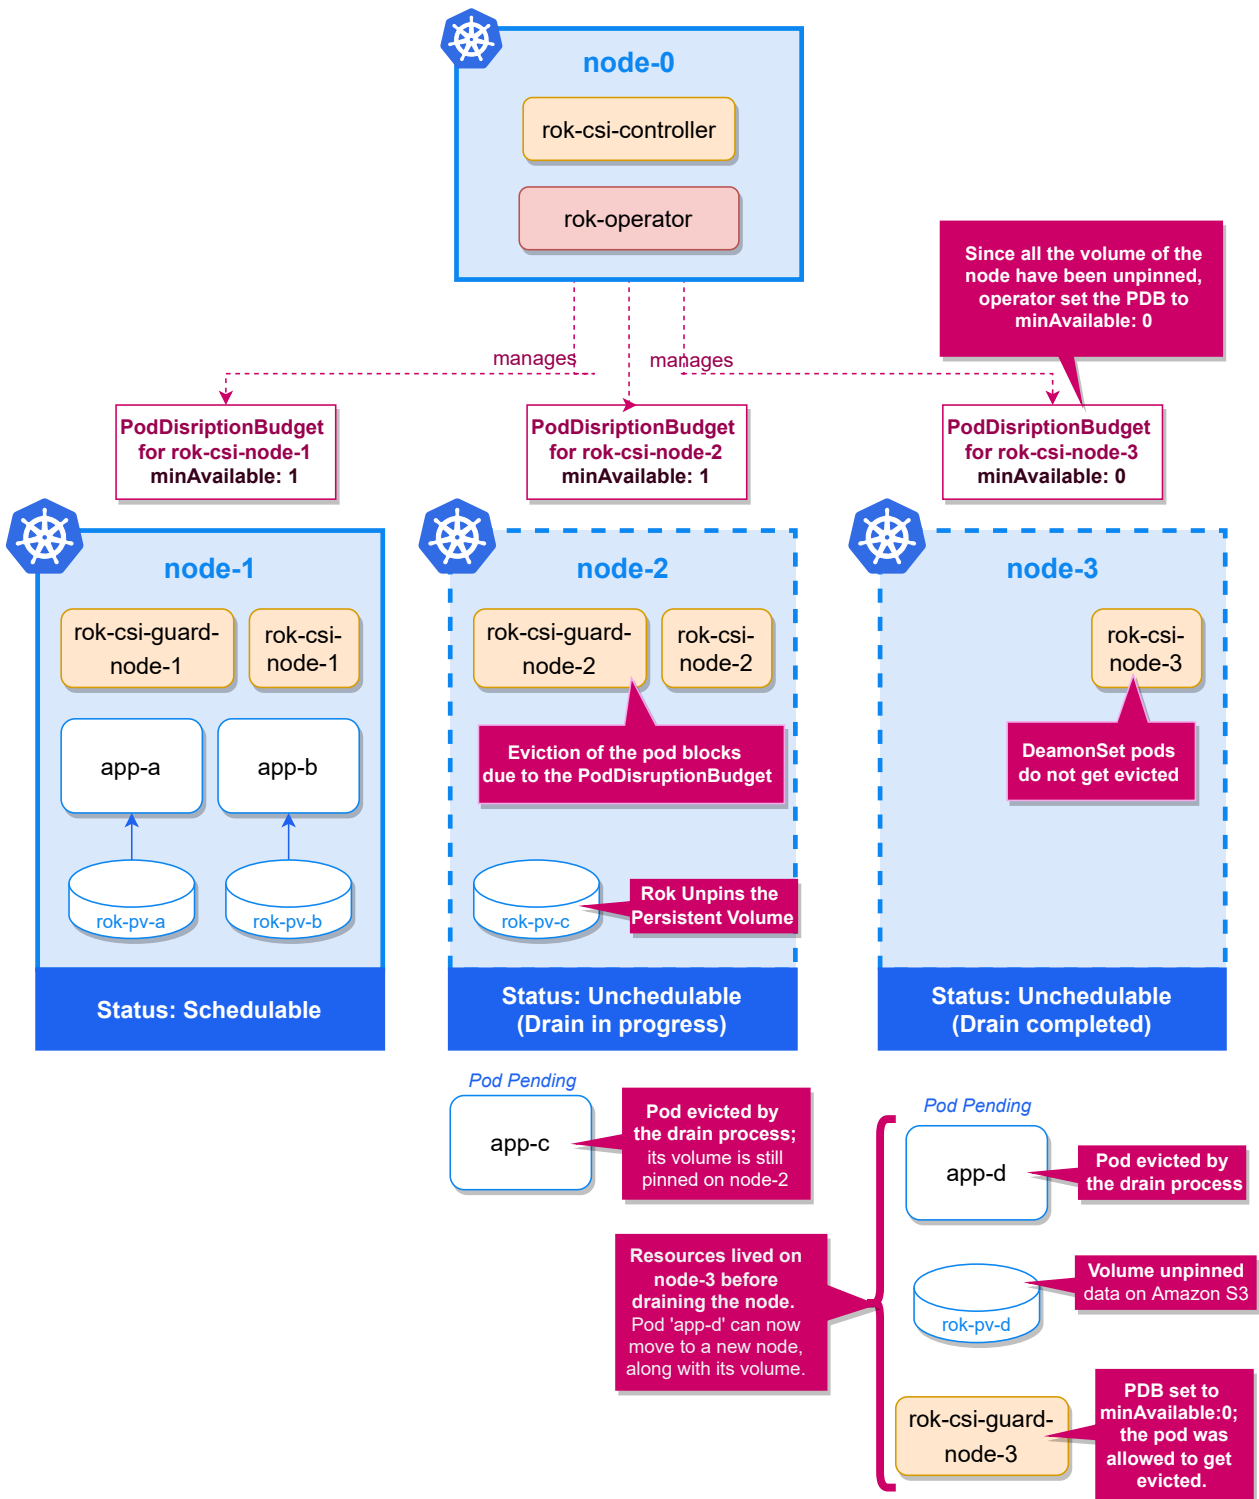 node-0
rok-csi-controller
rok-operator
Since all the volume of the
node have been unpinned,
operator set the PDB to
minAvailable: 0
manages
manages
PodDisriptionBudget
for rok-csi-node-1
minAvailable: 1
PodDisriptionBudget
for rok-csi-node-2
minAvailable: 1
PodDisriptionBudget
for rok-csi-node-3
minAvailable: 0
node-1
rok-csi-guard-
node-1
rok-csi-
node-1
app-a
app-b
rok-pv-a
rok-pv-b
Status: Schedulable
node-2
rok-csi-guard-
node-2
rok-csi-
node-2
Eviction of the pod blocks
due to the PodDisruptionBudget
rok-pv-c
Rok Unpins the
Persistent Volume
Status: Unchedulable
(Drain in progress)
node-3
rok-csi-
node-3
DeamonSet pods
do not get evicted
Status: Unchedulable
(Drain completed)
Pod Pending
app-c
Pod evicted by
the drain process;
its volume is still
pinned on node-2
Resources lived on
node-3 before
draining the node.
Pod 'app-d' can now
move to a new node,
along with its volume.
Pod Pending
app-d
Pod evicted by
the drain process
rok-pv-d
Volume unpinned
data on Amazon S3
rok-csi-guard-
node-3
PDB set to
minAvailable:0;
the pod was
allowed to get
evicted.